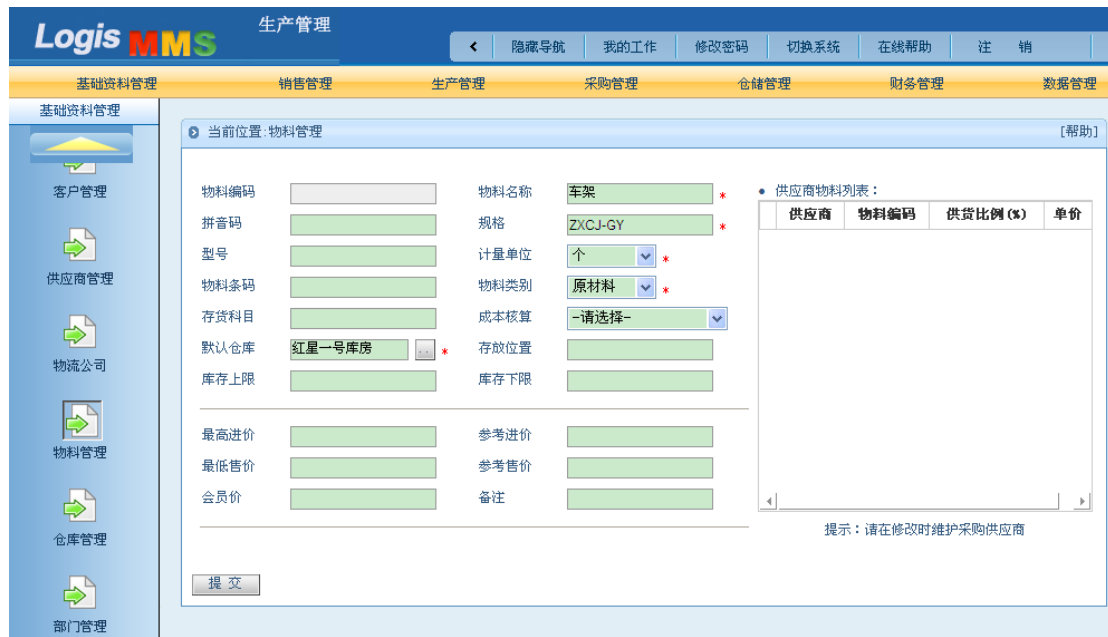 Logis MMS
生产管理
隐藏导航 我的工作 修改密码 切换系统 在线帮助 注 销
基础资料管理 销售管理 生产管理 采购管理 仓储管理 财务管理 数据管理
基础资料管理
当前位置:物料管理 [帮助]
客户管理
供应商管理
物流公司
物料管理
仓库管理
部门管理
物料编码 物料名称 车架 *
拼音码 规格 ZXCJ-GY *
型号 计量单位 个 *
物料条码 物料类别 原材料 *
存货科目 成本核算 -请选择-
默认仓库 红星一号库房 .. * 存放位置
库存上限 库存下限
最高进价 参考进价
最低售价 参考售价
会员价 备注
• 供应商物料列表：
供应商 物料编码 供货比例(%) 单价
提示：请在修改时维护采购供应商
提 交